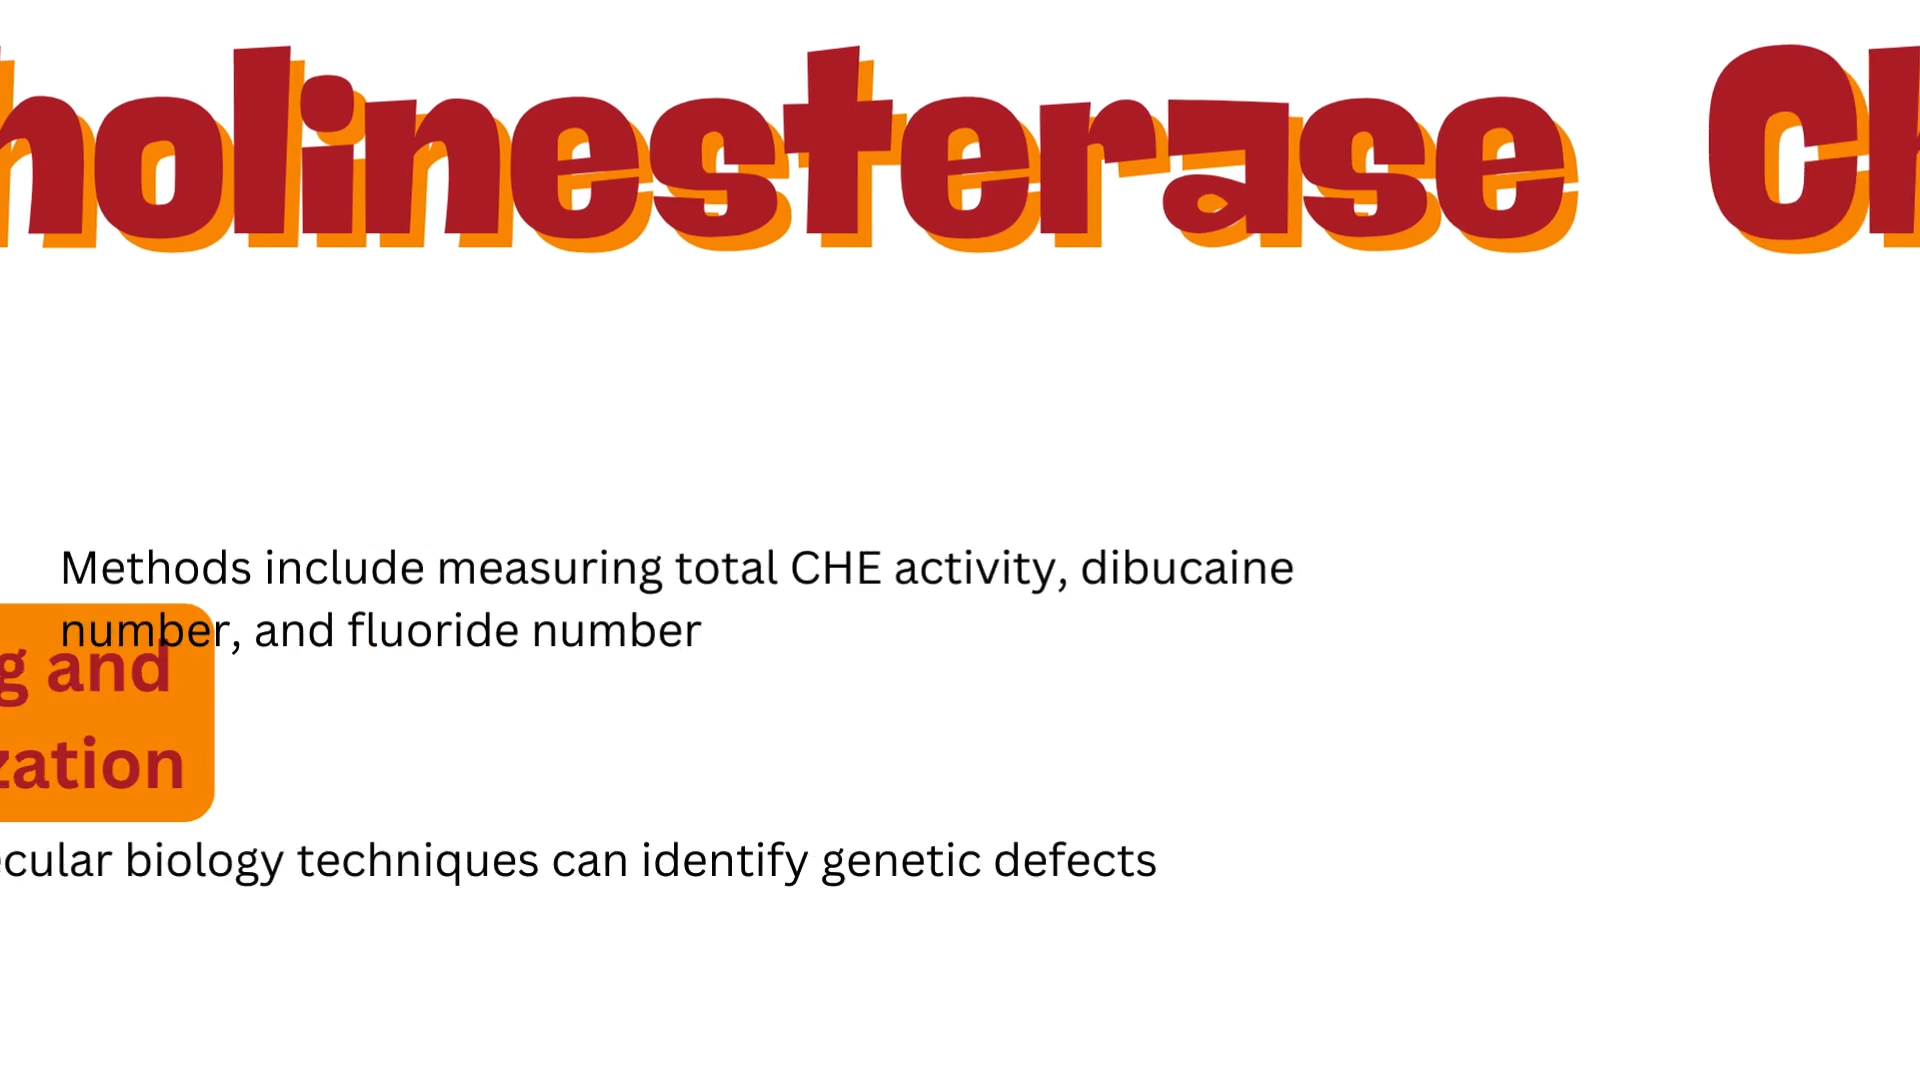 holinesterase Ch
Methods include measuring total CHE activity, dibucaine
number, and fluoride number
g and
zation
ecular biology techniques can identify genetic defects